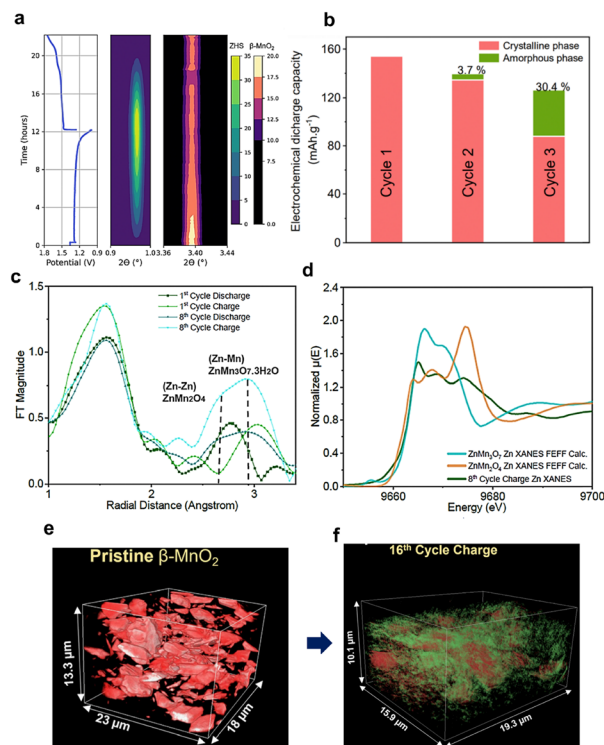 a
ZHS β-MnO₂
22
18
12
6
0
Time (hours)
1.8 1.5 1.2 0.9
Potential (V)
0.9 1.0
2Θ (°)
3.36 3.40 3.44
2Θ (°)
35
30
25
20
15
10
5
0
20.0
17.5
15.0
12.5
10.0
7.5
5.0
2.5
0.0
b
Crystalline phase
Amorphous phase
Electrochemical dicharge capacity
(mAh.g⁻¹)
160
120
80
40
0
3.7 %
30.4 %
Cycle 1
Cycle 2
Cycle 3
c
1st Cycle Discharge
1st Cycle Charge
8th Cycle Discharge
8th Cycle Charge
(Zn-Mn)
ZnMn3O7.3H2O
(Zn-Zn)
ZnMn2O4
FT Magnitude
1.5
1.0
0.5
0
1 2 3
Radial Distance (Angstrom)
d
Normalized μ(E)
2.4
2.0
1.6
1.2
0.8
0.4
0.0
ZnMn₃O₇ Zn XANES FEFF Calc.
ZnMn₂O₄ Zn XANES FEFF Calc.
8th Cycle Charge Zn XANES
9660 9680 9700
Energy (eV)
e
Pristine β-MnO₂
13.3 μm
23 μm
18 μm
f
16th Cycle Charge
10.1 μm
15.9 μm
19.3 μm